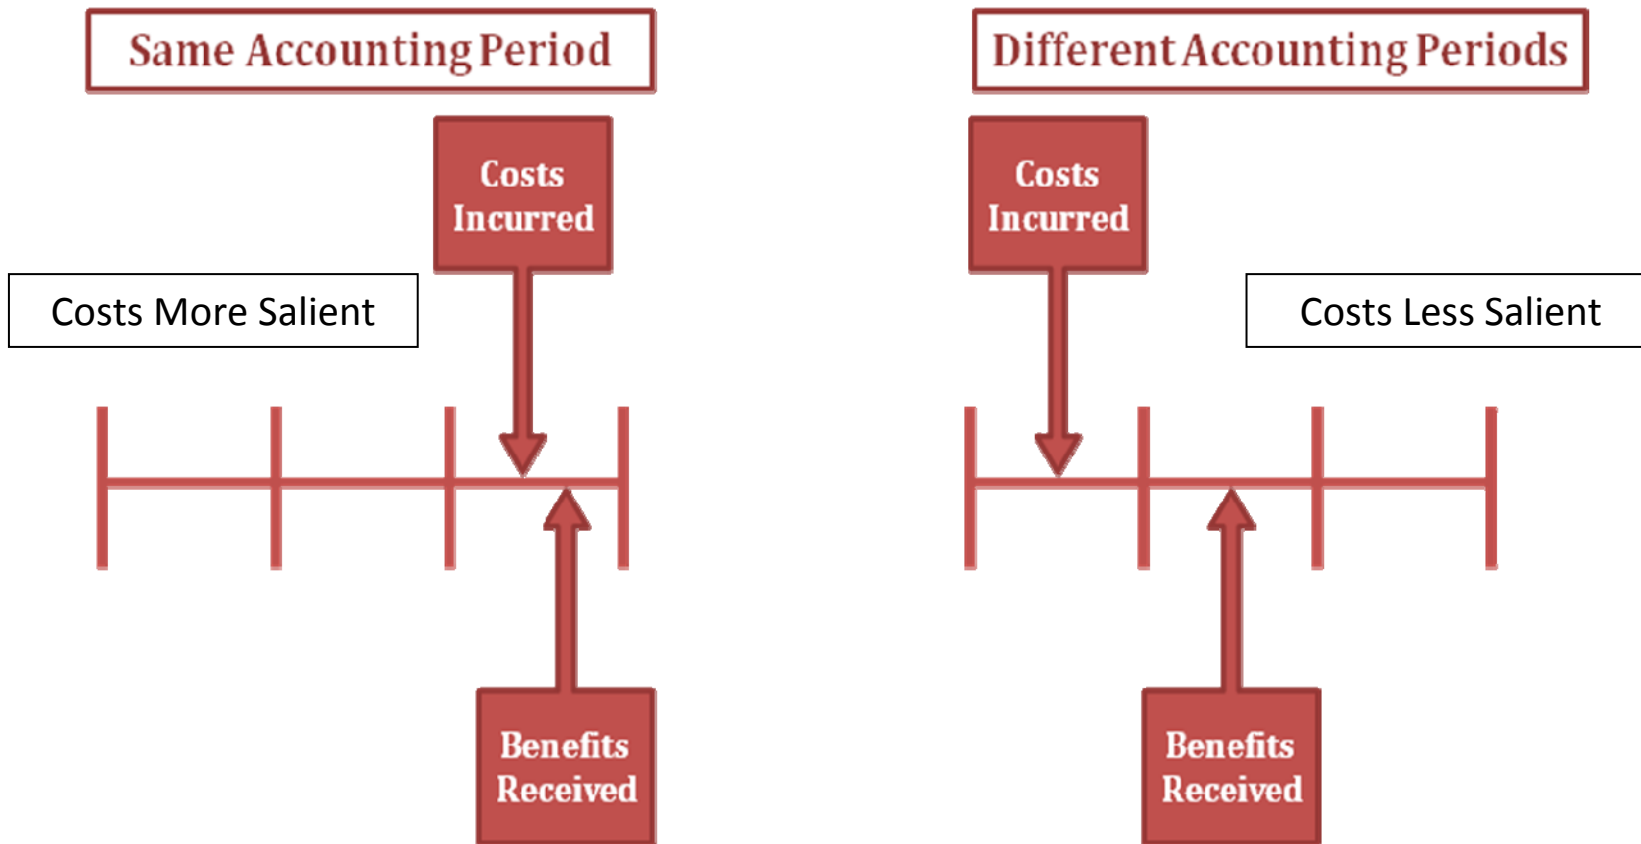 Same Accounting Period
Different Accounting Periods
Costs
Incurred
Costs
Incurred
Costs More Salient
Costs Less Salient
Benefits
Received
Benefits
Received